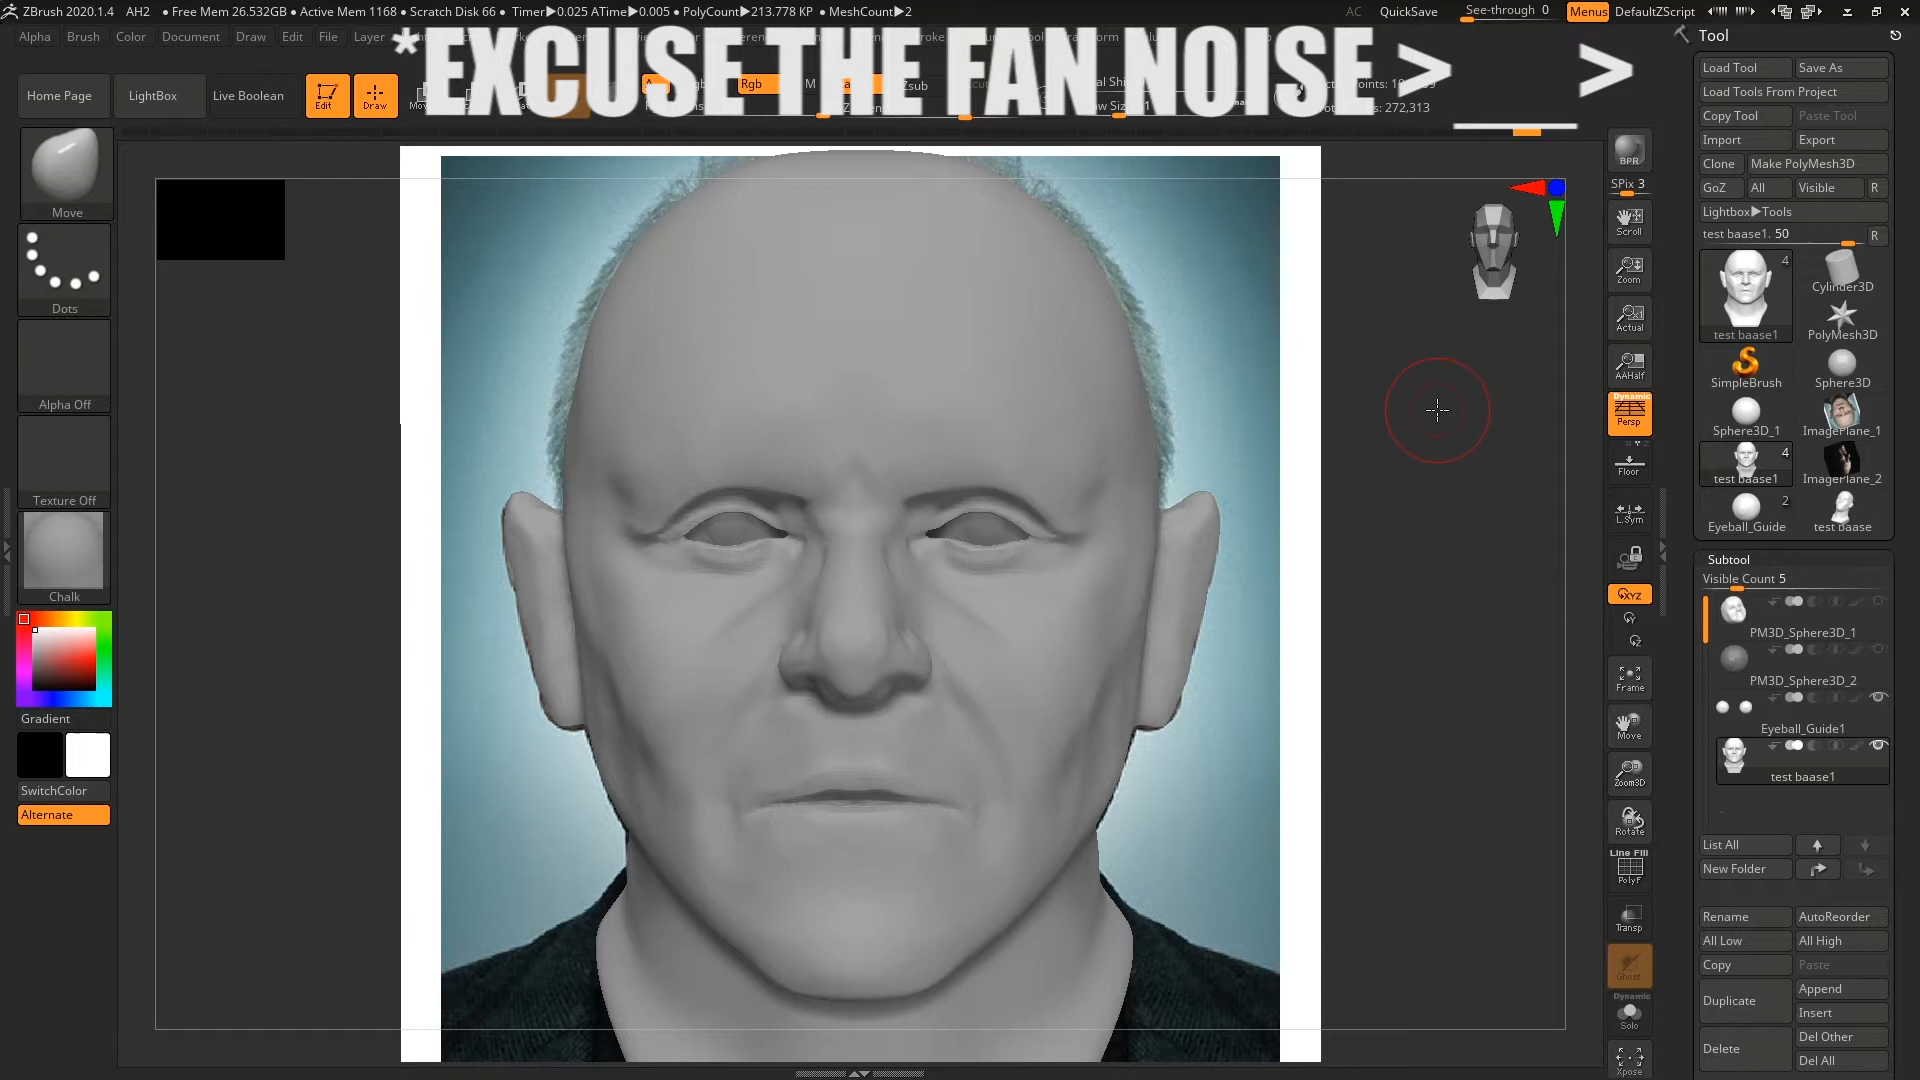 ZBrush 2020.1.4 AH2 ● Free Mem 26.532GB ● Active Mem 1168 ● Scratch Disk 66 ● Timer▶0.025 ATime▶0.005 ● PolyCount▶213.778 KP ● MeshCount▶2
AC QuickSave See-through 0 Menus DefaultZScript
Alpha Brush Color Document Draw Edit File Layer
*EXCUSE THE FAN NOISE >____>
Home Page LightBox Live Boolean Edit Draw
Rgb M Zsub
272,313
Move
Dots
Alpha Off
Texture Off
Chalk
Gradient
SwitchColor
Alternate
BPR
SPix 3
Scroll
Zoom
Actual
AAHalf
Dynamic
Persp
Floor
L.Sym
XYZ
Y
Z
Frame
Move
Zoom3D
Rotate
Line Fill
PolyF
Transp
Ghost
Dynamic
Solo
Xpose
Tool
Load Tool Save As
Load Tools From Project
Copy Tool Paste Tool
Import Export
Clone Make PolyMesh3D
GoZ All Visible R
Lightbox▶Tools
test baase1. 50 R
4
Cylinder3D
test baase1 PolyMesh3D
SimpleBrush Sphere3D
Sphere3D_1 ImagePlane_1
4
test baase1 ImagePlane_2
2
Eyeball_Guide test baase
Subtool
Visible Count 5
PM3D_Sphere3D_1
PM3D_Sphere3D_2
Eyeball_Guide1
test baase1
List All
New Folder
Rename AutoReorder
All Low All High
Copy Paste
Duplicate Append
Insert
Delete Del Other
Del All